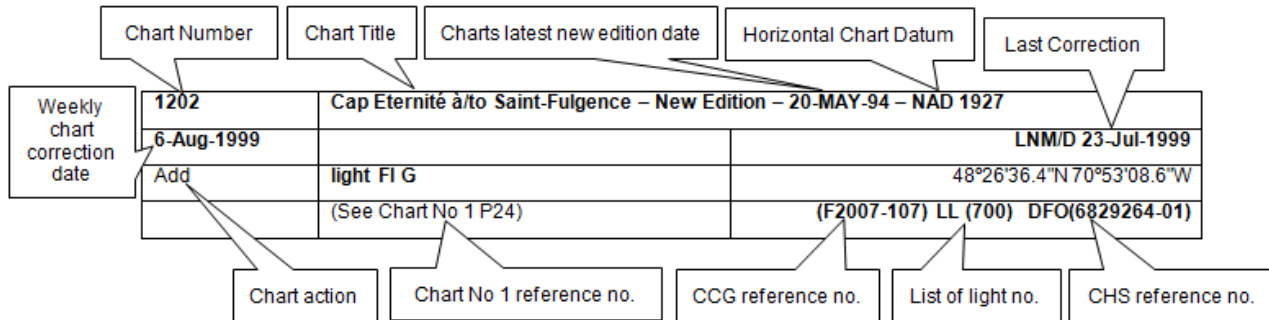 Chart Number
Chart Title
Charts latest new edition date
Horizontal Chart Datum
Last Correction
Weekly
chart
correction
date
1202
Cap Eternité à/to Saint-Fulgence – New Edition – 20-MAY-94 – NAD 1927
6-Aug-1999
LNM/D 23-Jul-1999
Add
light Fl G
48°26'36.4"N 70°53'08.6"W
(See Chart No 1 P24)
(F2007-107) LL (700) DFO(6829264-01)
Chart action
Chart No 1 reference no.
CCG reference no.
List of light no.
CHS reference no.